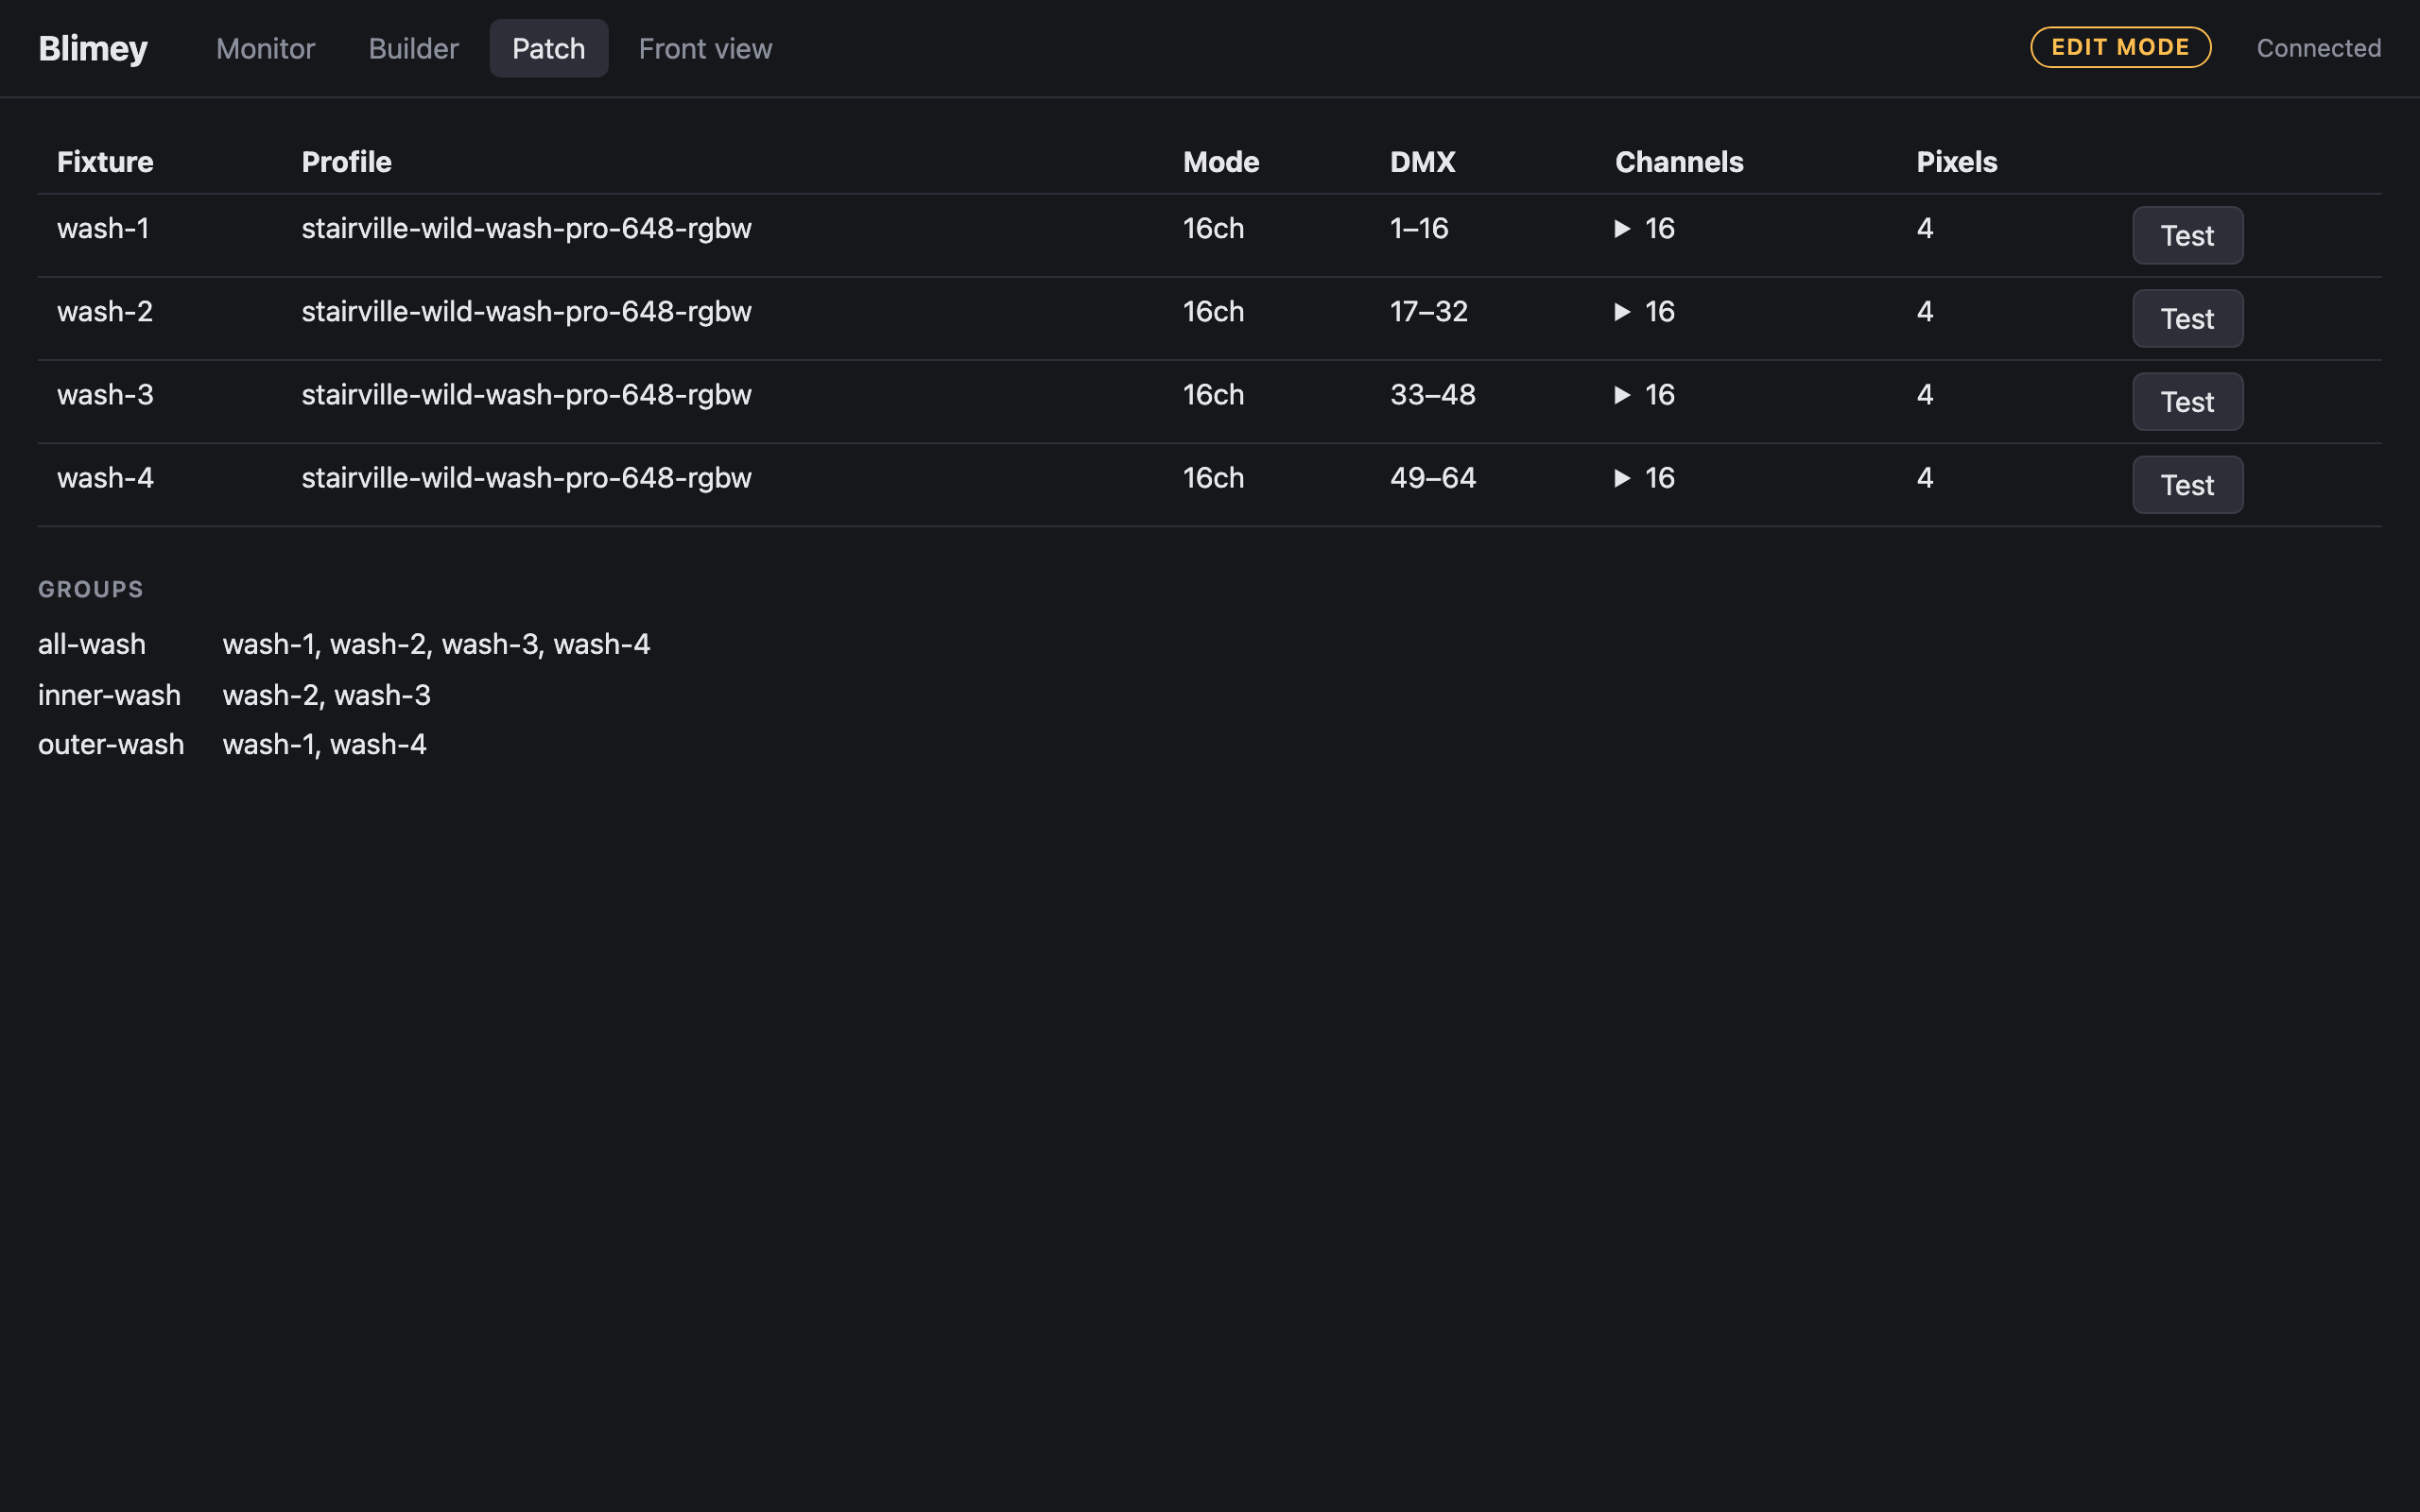 Blimey Monitor Builder Patch Front view EDIT MODE Connected
Fixture Profile Mode DMX Channels Pixels
wash-1 stairville-wild-wash-pro-648-rgbw 16ch 1–16 ▶ 16 4 Test
wash-2 stairville-wild-wash-pro-648-rgbw 16ch 17–32 ▶ 16 4 Test
wash-3 stairville-wild-wash-pro-648-rgbw 16ch 33–48 ▶ 16 4 Test
wash-4 stairville-wild-wash-pro-648-rgbw 16ch 49–64 ▶ 16 4 Test
GROUPS
all-wash wash-1, wash-2, wash-3, wash-4
inner-wash wash-2, wash-3
outer-wash wash-1, wash-4